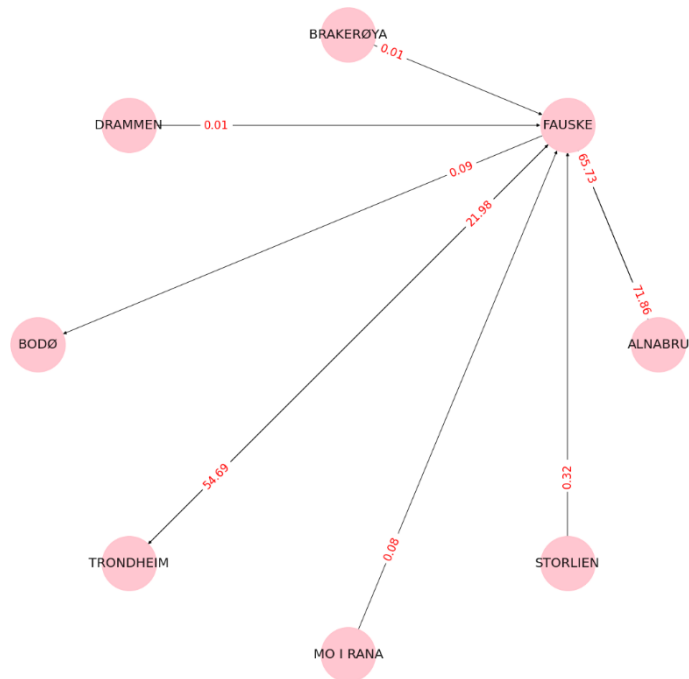 BRAKERØYA
0.01
DRAMMEN
0.01
FAUSKE
0.09
65.73
21.98
71.86
BODØ
ALNABRU
54.69
0.32
0.08
TRONDHEIM
STORLIEN
MO I RANA